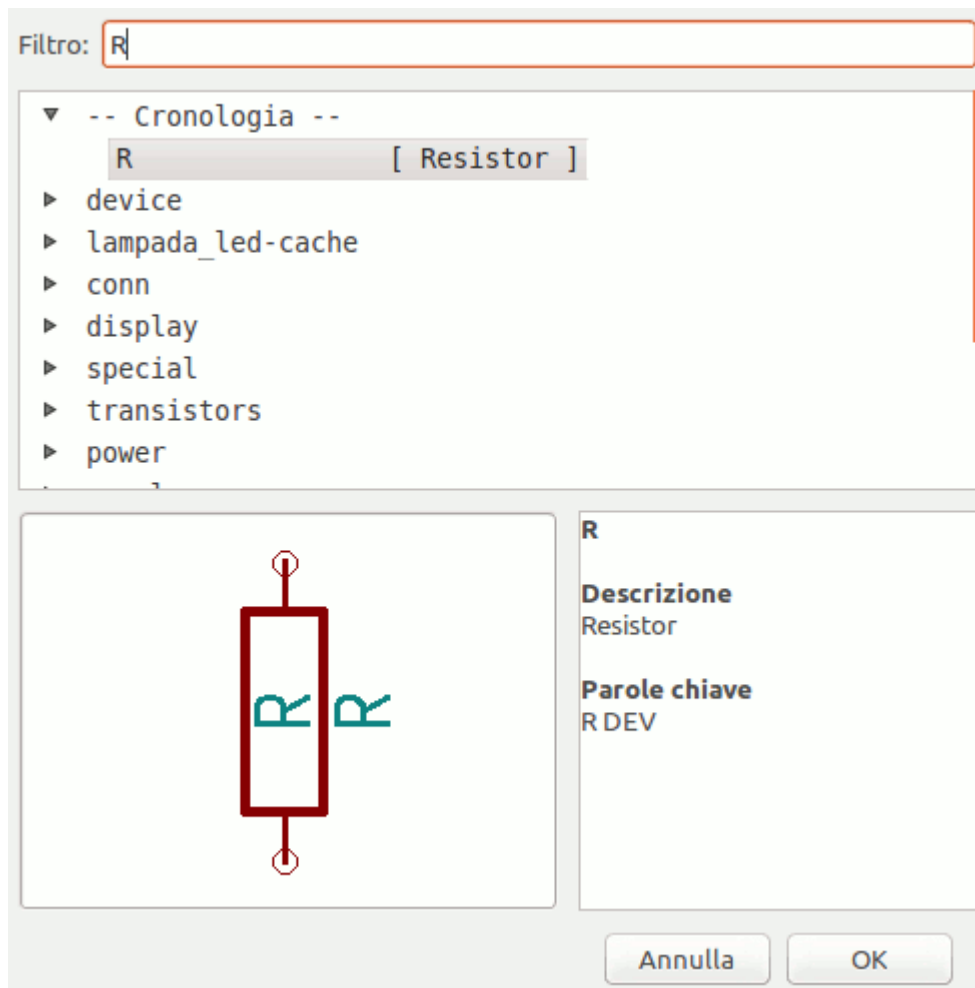 Filtro: R
-- Cronologia --
R [ Resistor ]
device
lampada_led-cache
conn
display
special
transistors
power
R R
R
Descrizione
Resistor
Parole chiave
R DEV
Annulla OK